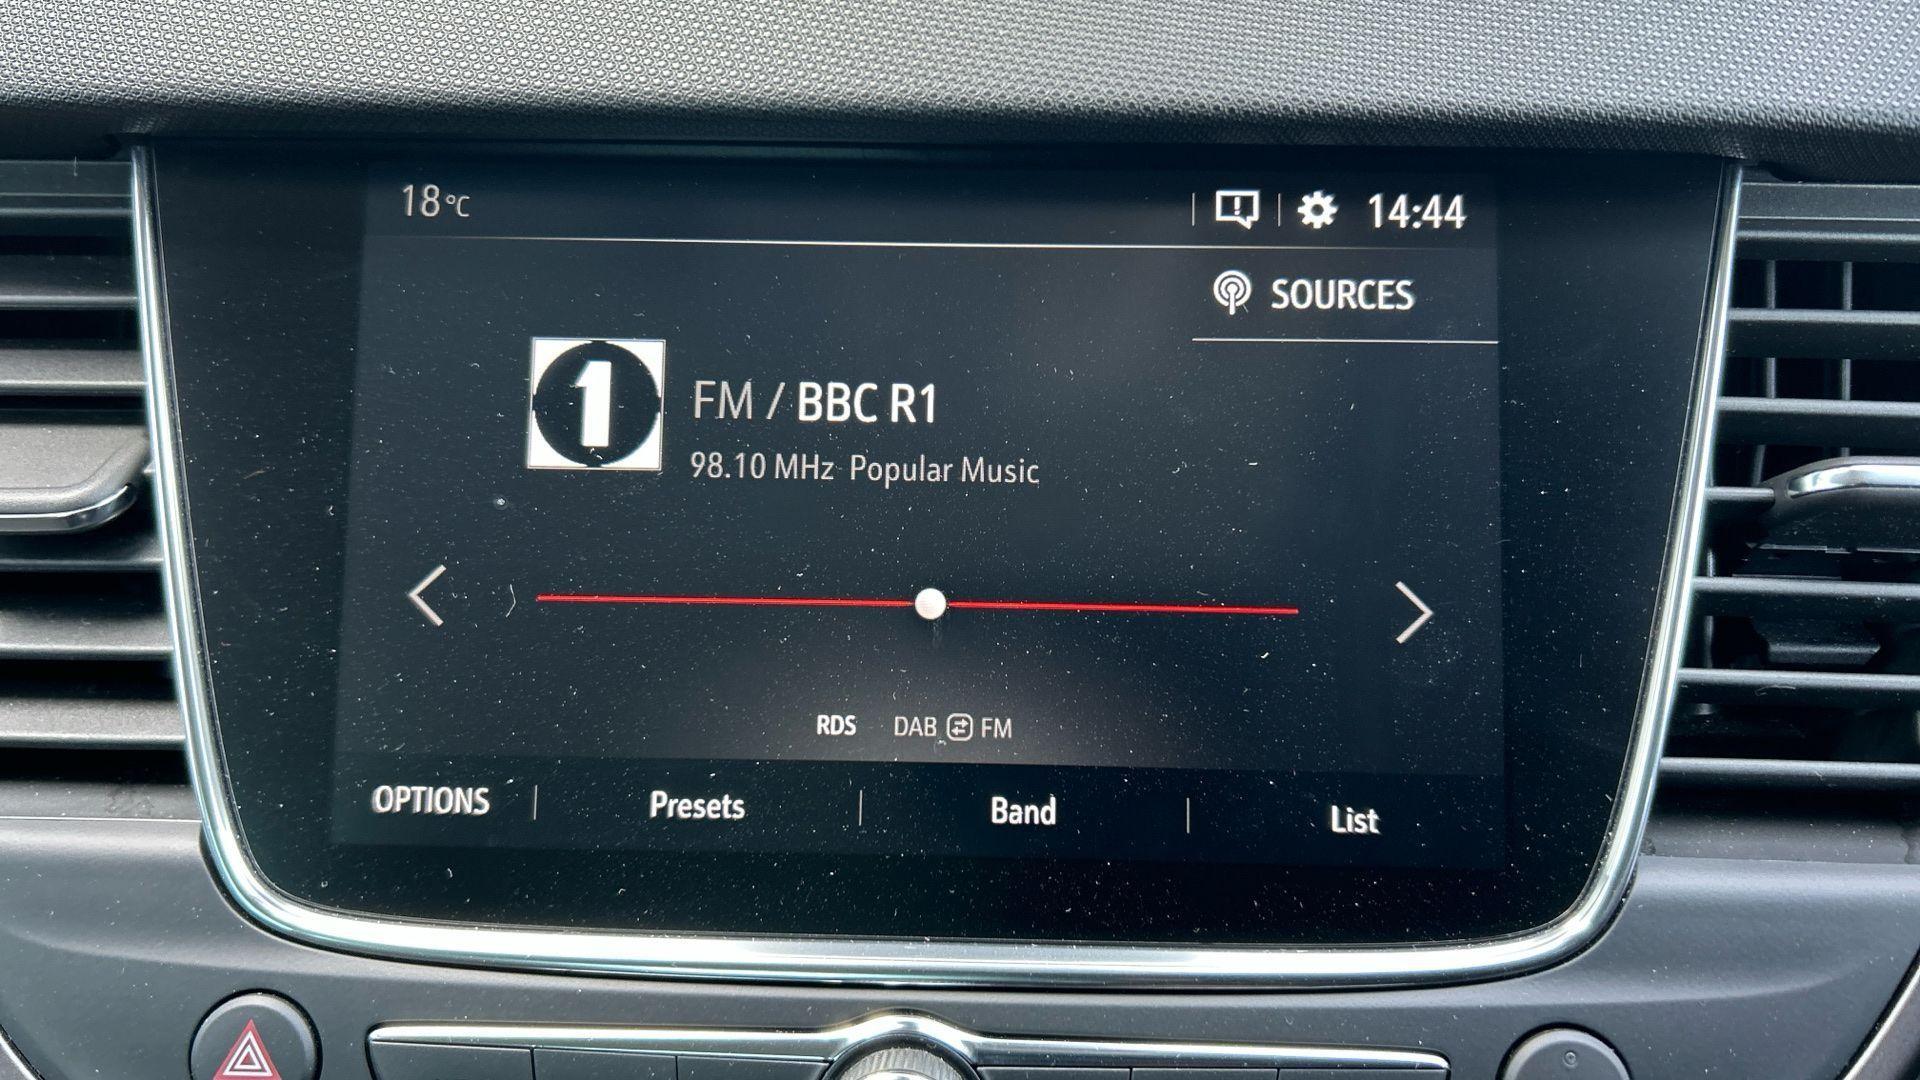 18°C
14:44
SOURCES
1
FM / BBC R1
98.10 MHz Popular Music
RDS DAB FM
OPTIONS Presets Band List